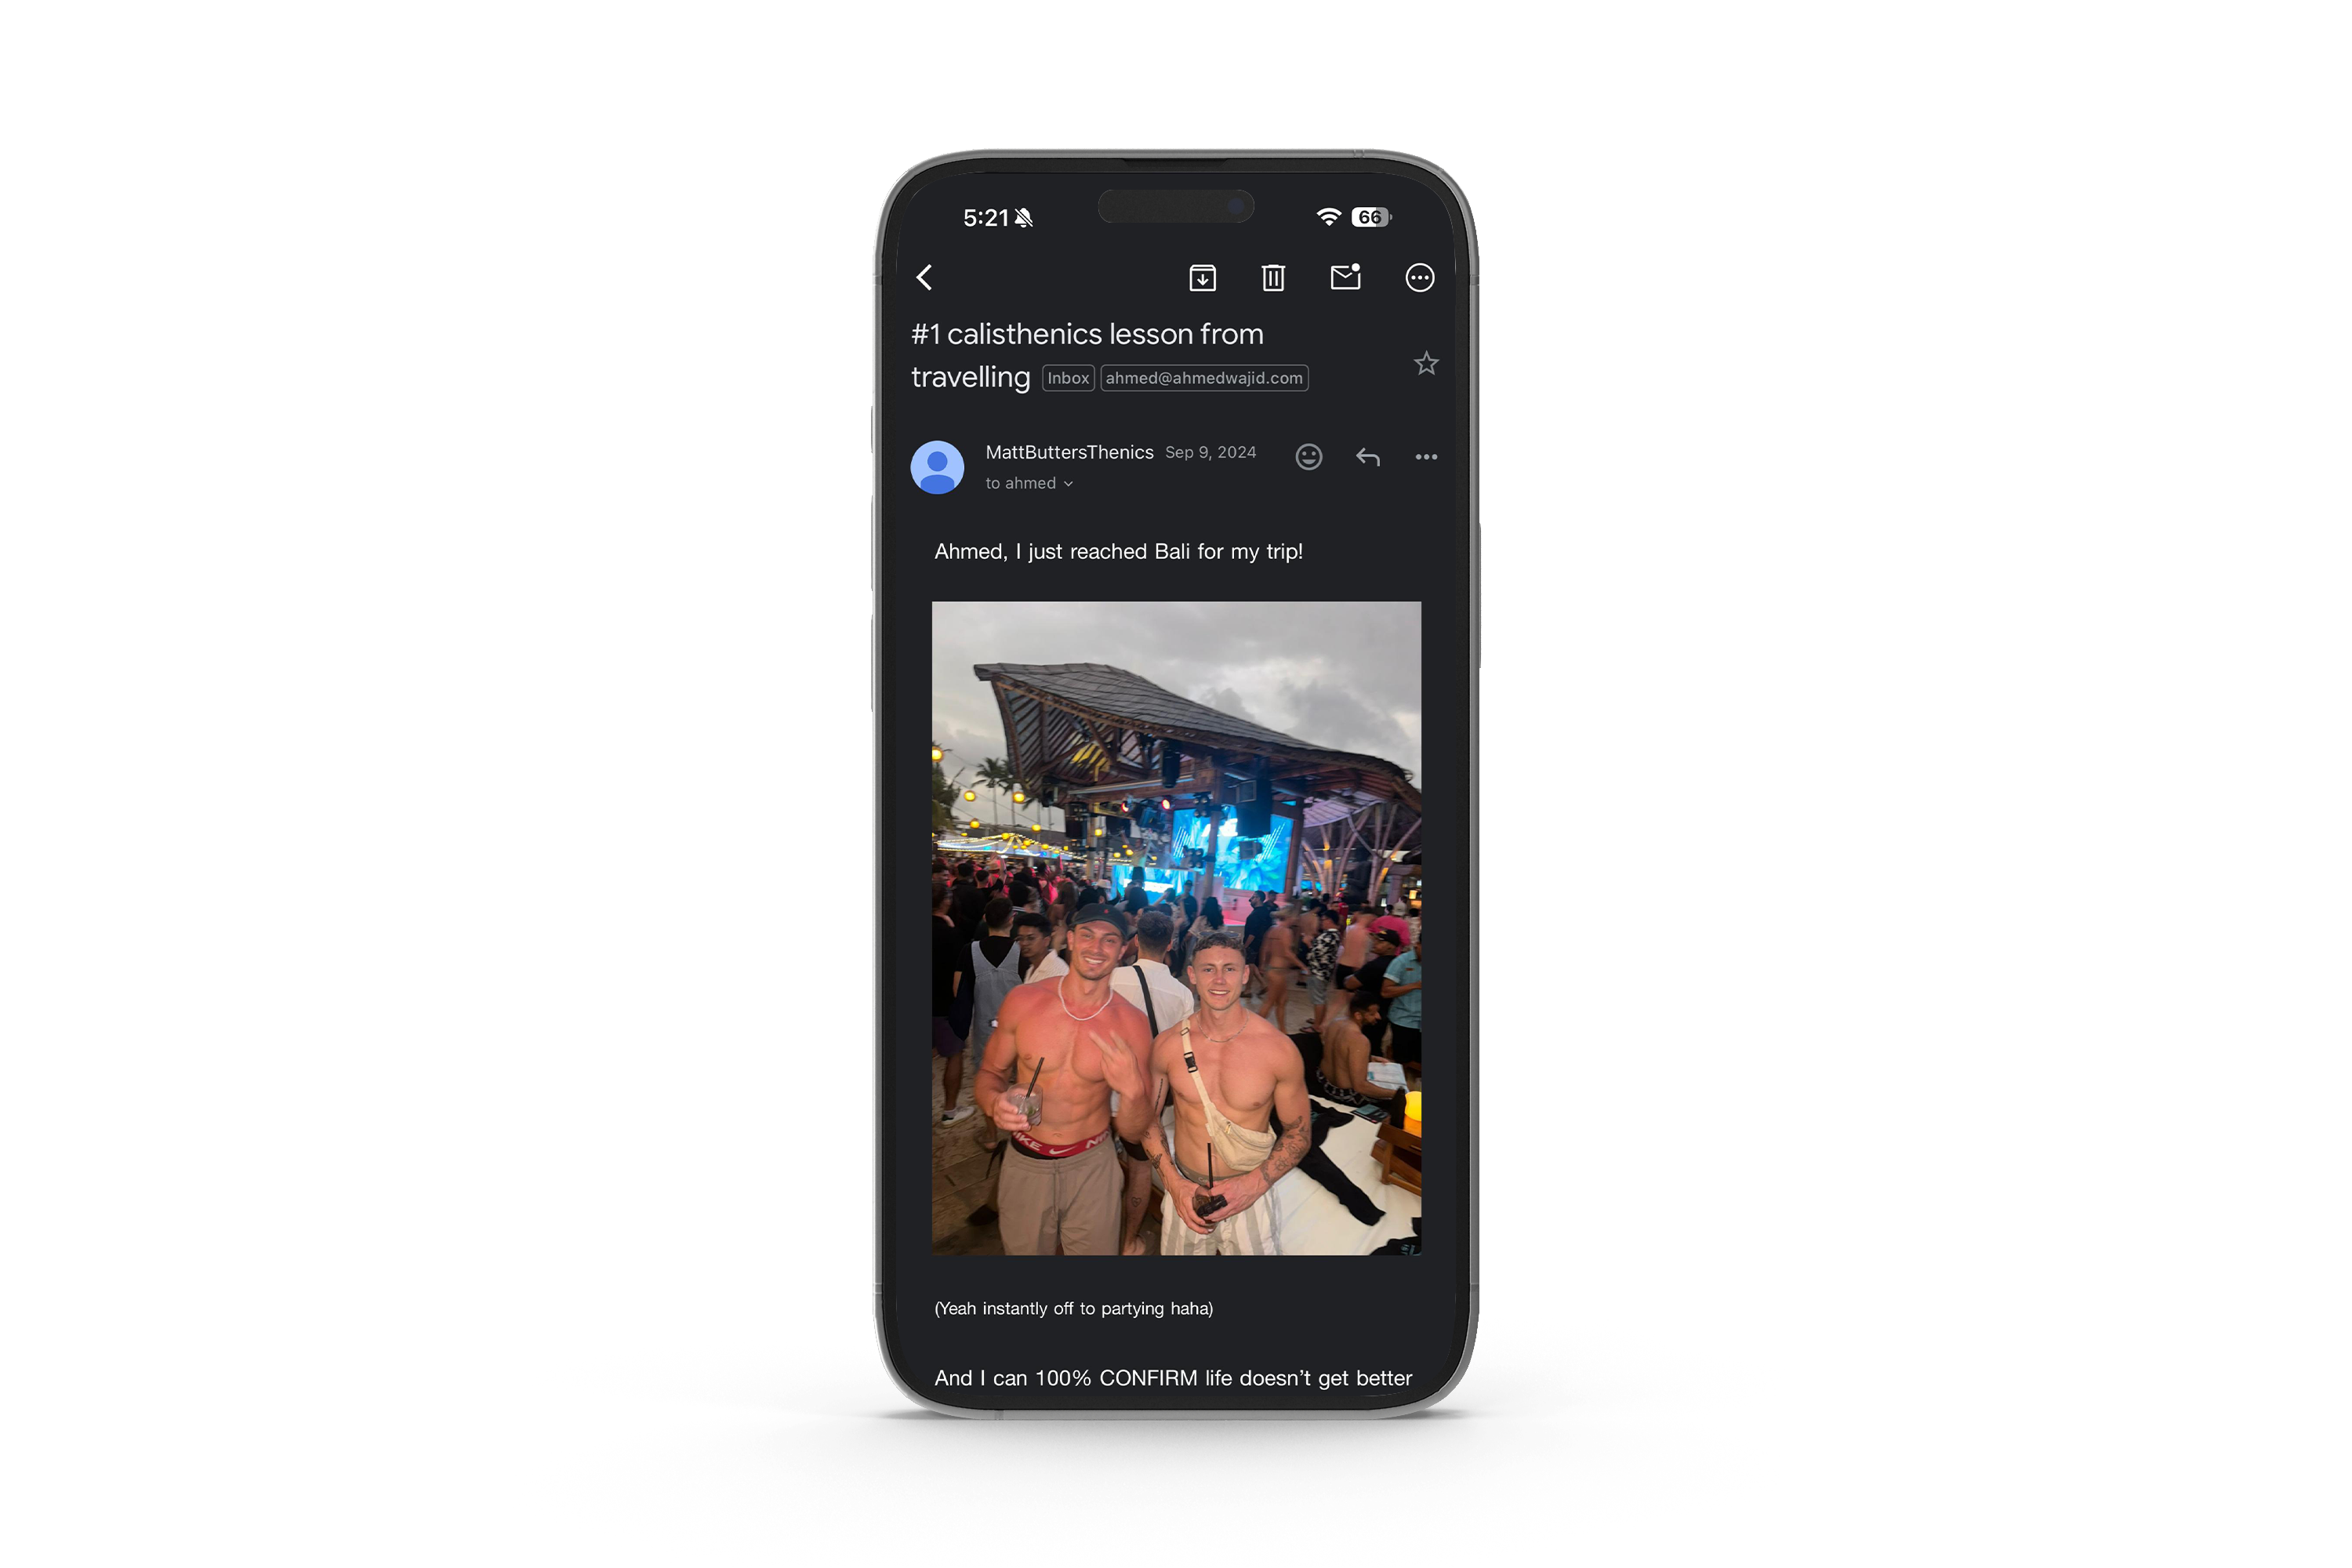 5:21
66
#1 calisthenics lesson from
travelling Inbox ahmed@ahmedwajid.com
MattButtersThenics Sep 9, 2024
to ahmed
Ahmed, I just reached Bali for my trip!
NIKE
(Yeah instantly off to partying haha)
And I can 100% CONFIRM life doesn’t get better